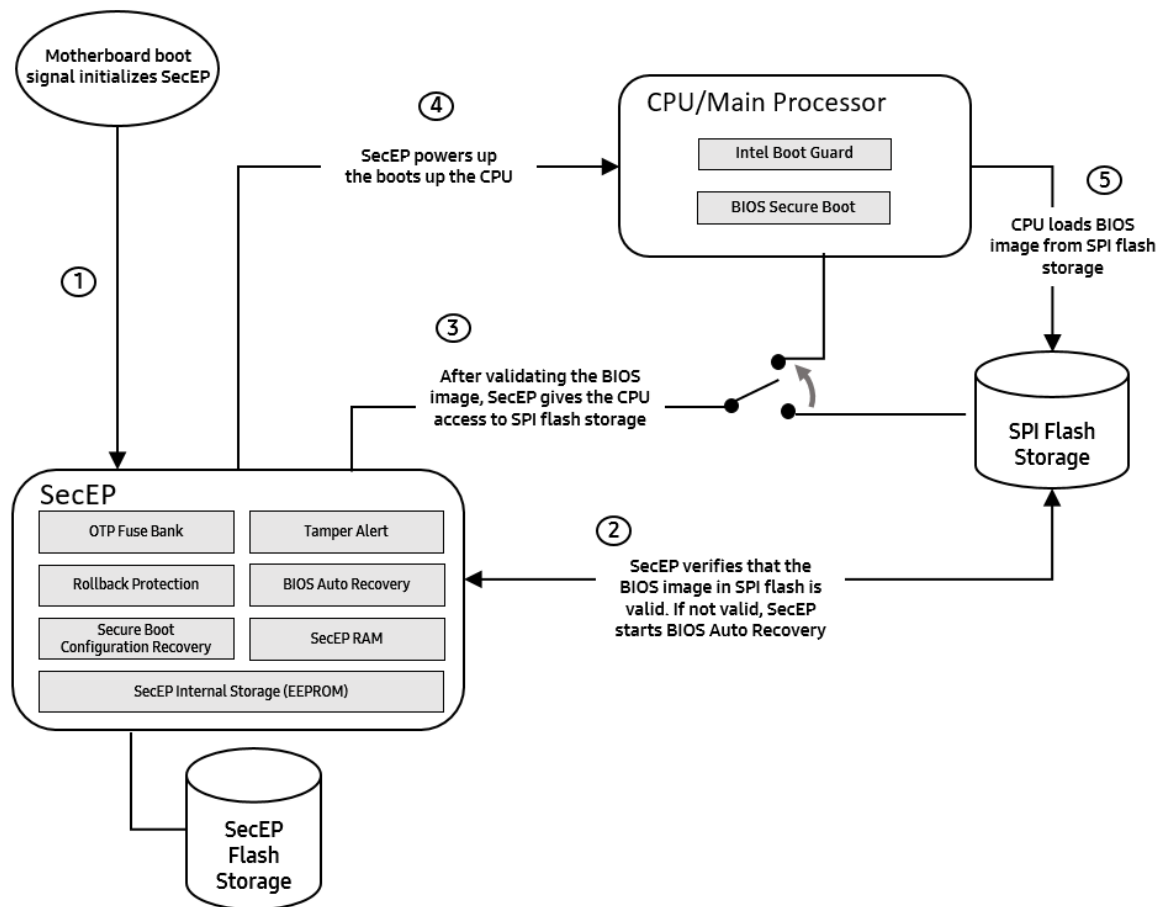 Motherboard boot
signal initializes SecEP
4
SecEP powers up
the boots up the CPU
CPU/Main Processor
Intel Boot Guard
BIOS Secure Boot
5
CPU loads BIOS
image from SPI flash
storage
1
3
After validating the BIOS
image, SecEP gives the CPU
access to SPI flash storage
SPI Flash
Storage
SecEP
OTP Fuse Bank
Tamper Alert
Rollback Protection
BIOS Auto Recovery
Secure Boot
Configuration Recovery
SecEP RAM
SecEP Internal Storage (EEPROM)
2
SecEP verifies that the
BIOS image in SPI flash is
valid. If not valid, SecEP
starts BIOS Auto Recovery
SecEP
Flash
Storage